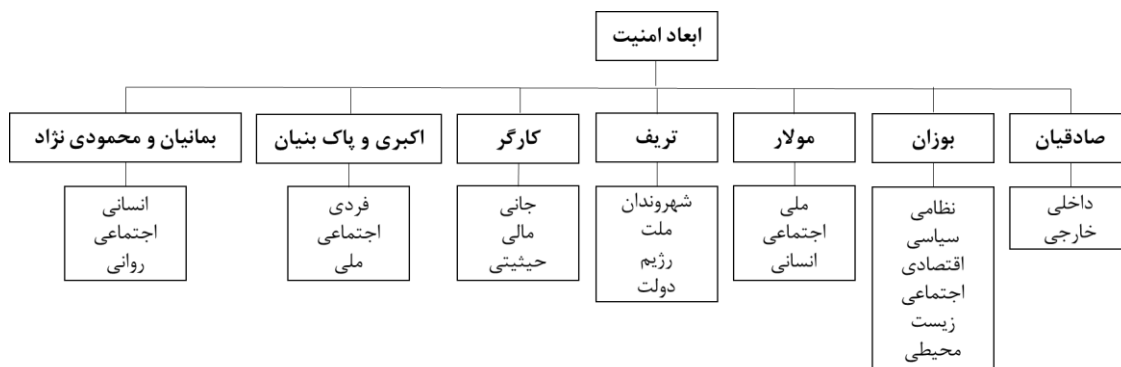 ابعاد امنیت
صادقیان
داخلی
خارجی
بوزان
نظامی
سیاسی
اقتصادی
اجتماعی
زیست
محیطی
مولار
ملی
اجتماعی
انسانی
تریف
شهروندان
ملت
رژیم
دولت
کارگر
جانی
مالی
حیثیتی
اکبری و پاک بنیان
فردی
اجتماعی
ملی
بمانیان و محمودی نژاد
انسانی
اجتماعی
روانی